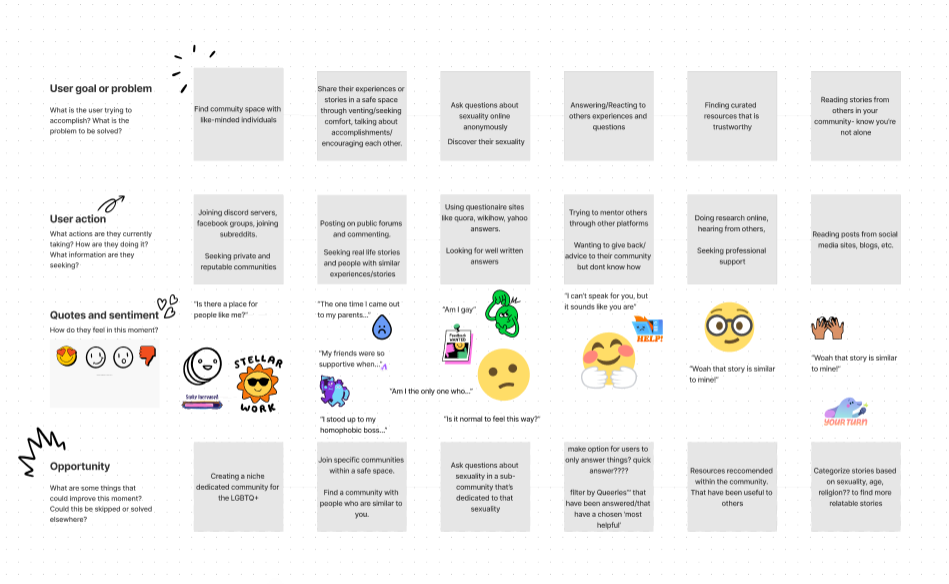 User goal or problem
What is the user trying to
accomplish? What is the
problem to be solved?
Find commuity space with
like-minded individuals
Share their experiences or
stories in a safe space
through venting/seeking
comfort, talking about
accomplishments/
encouraging each other.
Ask questions about
sexuality online
anonymously
Discover their sexuality
Answering/Reacting to
others experiences and
questions
Finding curated
resources that is
trustworthy
Reading stories from
others in your
community- know you're
not alone
User action
What actions are they currently
taking? How are they doing it?
What information are they
seeking?
Joining discord servers,
facebook groups, joining
subreddits.
Seeking private and
reputable communities
Posting on public forums
and commenting.
Seeking real life stories
and people with similar
experiences/stories
Using questionaire sites
like quora, wikihow, yahoo
answers.
Looking for well written
answers
Trying to mentor others
through other platforms
Wanting to give back/
advice to their community
but dont know how
Doing research online,
hearing from others,
Seeking professional
support
Reading posts from social
media sites, blogs, etc.
Quotes and sentiment
How do they feel in this moment?
"Is there a place for
people like me?"
STELLAR
WORK
"The one time I came out
to my parents..."
"My friends were so
supportive when..."
"I stood up to my
homophobic boss..."
"Am I gay"
Feedback
WANTED
"Am I the only one who..."
"Is it normal to feel this way?"
"I can't speak for you, but
it sounds like you are"
HELP!
"Woah that story is similar
to mine!"
"Woah that story is similar
to mine!"
YOUR TURN
Opportunity
What are some things that
could improve this moment?
Could this be skipped or solved
elsewhere?
Creating a niche
dedicated community for
the LGBTQ+
Join specific communities
within a safe space.
Find a community with
people who are similar to
you.
Ask questions about
sexuality in a sub-
community that's
dedicated to that
sexuality
make option for users to
only answer things? quick
answer????
filter by Queeries'" that
have been answered/that
have a chosen 'most
helpful'
Resources reccomended
within the community.
That have been useful to
others
Categorize stories based
on sexuality, age,
religion?? to find more
relatable stories